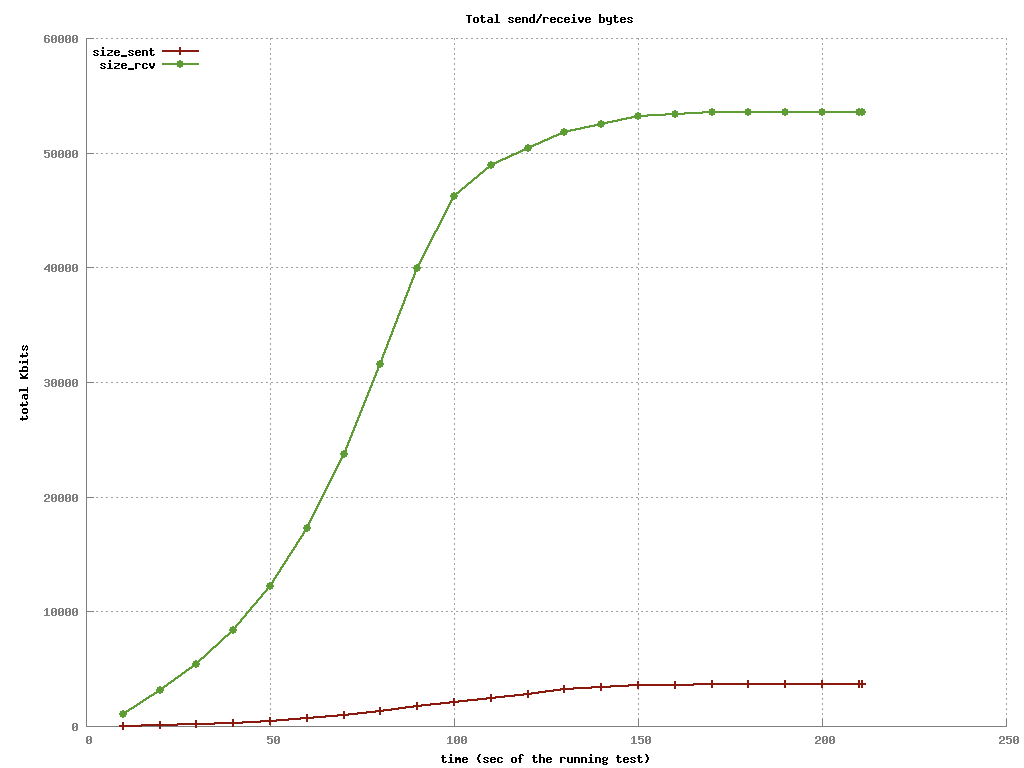 Total send/receive bytes
60000
size_sent
size_rcv
50000
40000
total Kbits
30000
20000
10000
0
0 50 100 150 200 250
time (sec of the running test)